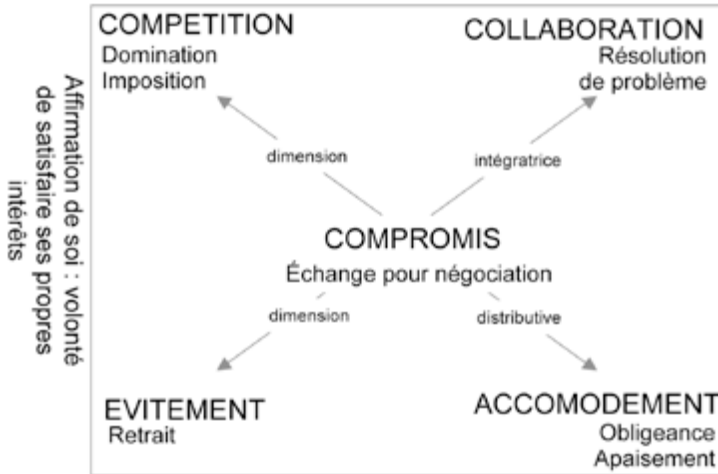 COMPETITION
Domination
Imposition
COLLABORATION
Résolution
de problème
Affirmation de soi : volonté
de satisfaire ses propres
intérêts
dimension
intégratrice
COMPROMIS
Échange pour négociation
dimension
distributive
EVITEMENT
Retrait
ACCOMODEMENT
Obligeance
Apaisement